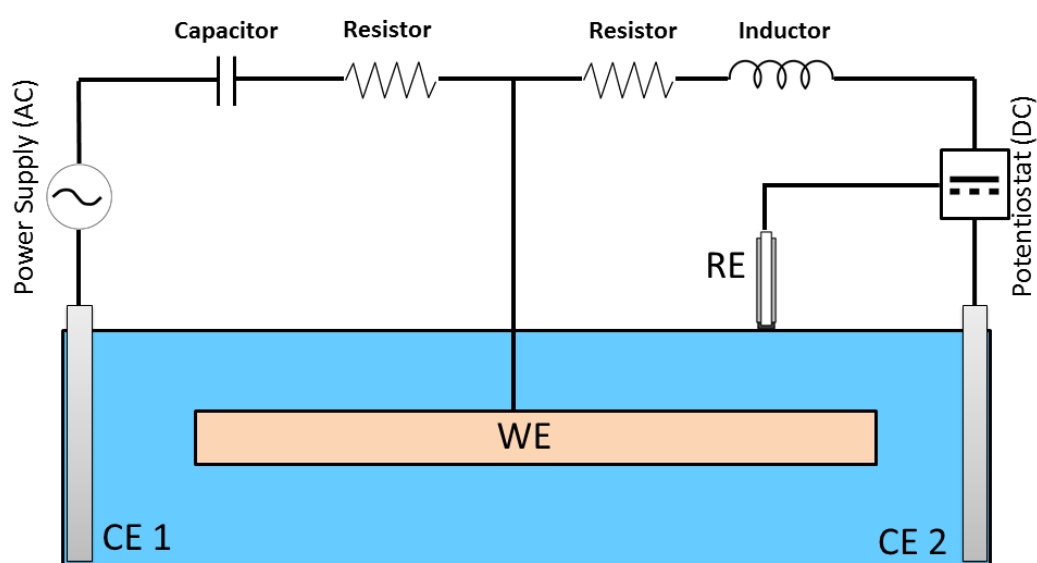 Capacitor
Resistor
Resistor
Inductor
Power Supply (AC)
Potentiostat (DC)
RE
WE
CE 1
CE 2